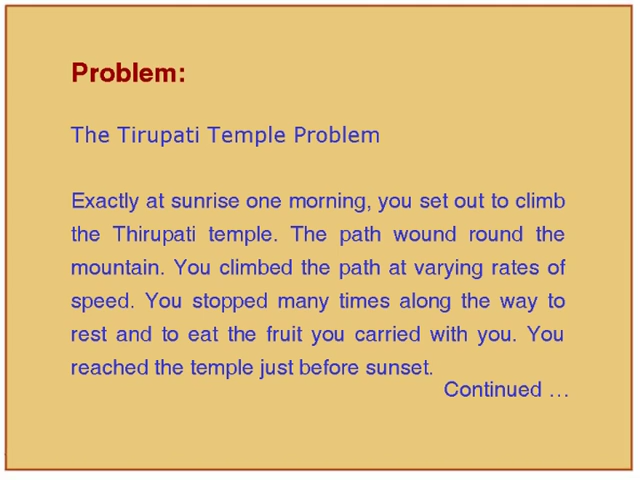 Problem:
The Tirupati Temple Problem
Exactly at sunrise one morning, you set out to climb
the Thirupati temple. The path wound round the
mountain. You climbed the path at varying rates of
speed. You stopped many times along the way to
rest and to eat the fruit you carried with you. You
reached the temple just before sunset.
Continued …